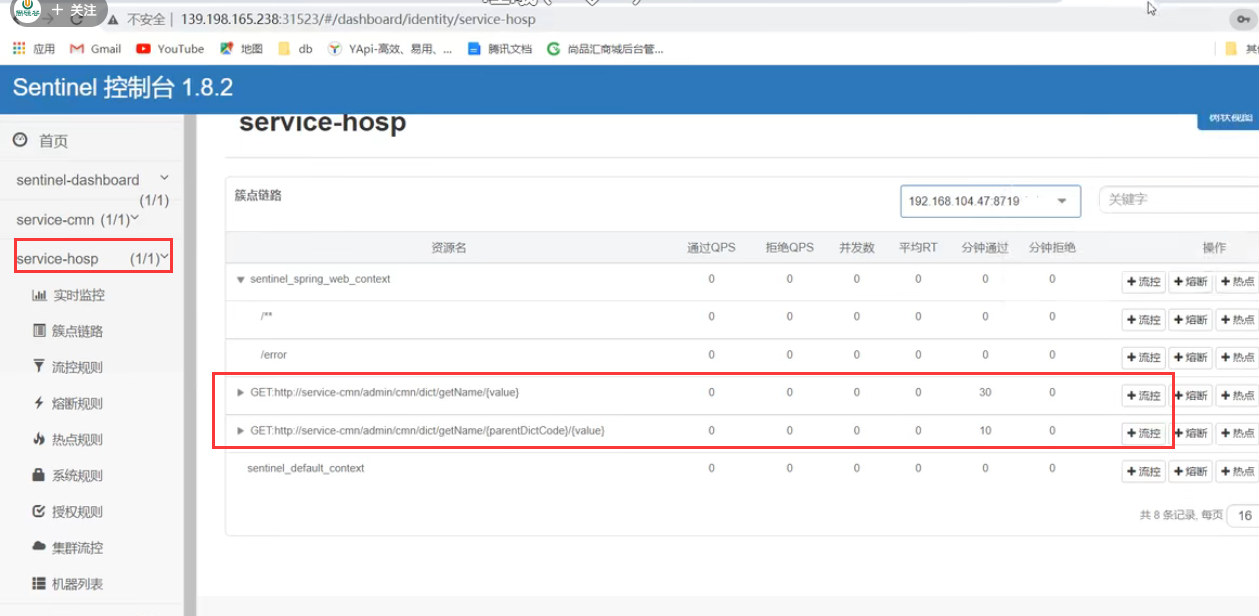 + 关注
不安全 | 139.198.165.238:31523/#/dashboard/identity/service-hosp
应用 Gmail YouTube 地图 db YApi-高效、易用、... 腾讯文档 尚品汇商城后台管...
Sentinel 控制台 1.8.2
首页
sentinel-dashboard
(1/1)
service-cmn (1/1)
service-hosp (1/1)
实时监控
簇点链路
流控规则
熔断规则
热点规则
系统规则
授权规则
集群流控
机器列表
service-hosp
树状视图
簇点链路 192.168.104.47:8719 关键字
资源名 通过QPS 拒绝QPS 并发数 平均RT 分钟通过 分钟拒绝 操作
sentinel_spring_web_context 0 0 0 0 0 0 +流控 +熔断 +热点
/** 0 0 0 0 0 0 +流控 +熔断 +热点
/error 0 0 0 0 0 0 +流控 +熔断 +热点
GET:http://service-cmn/admin/cmn/dict/getName/{value} 0 0 0 0 30 0 +流控 +熔断 +热点
GET:http://service-cmn/admin/cmn/dict/getName/{parentDictCode}/{value} 0 0 0 0 10 0 +流控 +熔断 +热点
sentinel_default_context 0 0 0 0 0 0 +流控 +熔断 +热点
共 8 条记录, 每页 16